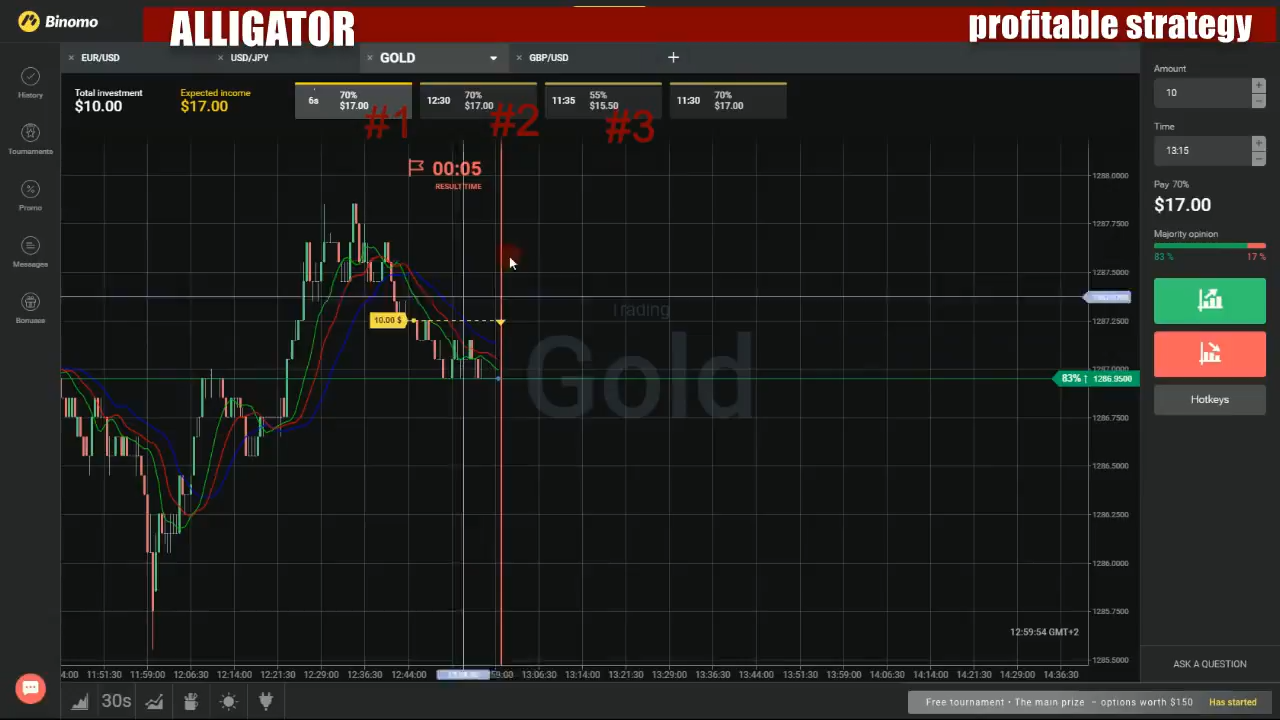 Binomo
ALLIGATOR
profitable strategy
EUR/USD
USD/JPY
GOLD
GBP/USD
Total investment
$10.00
Expected income
$17.00
6s 70% $17.00
12:30 70% $17.00
11:35 55% $15.50
11:30 70% $17.00
#1 #2 #3
00:05
RESULT TIME
10.00 $
Trading
Gold
1288.0000
1287.7500
1287.5000
1287.2500
1287.0000
83% ↑ 1286.9500
1286.7500
1286.5000
1286.2500
1286.0000
1285.7500
1285.5000
12:59:54 GMT+2
4:00 11:51:30 11:59:00 12:06:30 12:14:00 12:21:30 12:29:00 12:36:30 12:44:00 59:00 13:06:30 13:14:00 13:21:30 13:29:00 13:36:30 13:44:00 13:51:30 13:59:00 14:06:30 14:14:00 14:21:30 14:29:00 14:36:30
30s
History
Tournaments
Promo
Messages
Bonuses
Amount
10
Time
13:15
Pay 70%
$17.00
Majority opinion
83 % 17 %
Hotkeys
ASK A QUESTION
Free tournament • The main prize – options worth $150 Has started